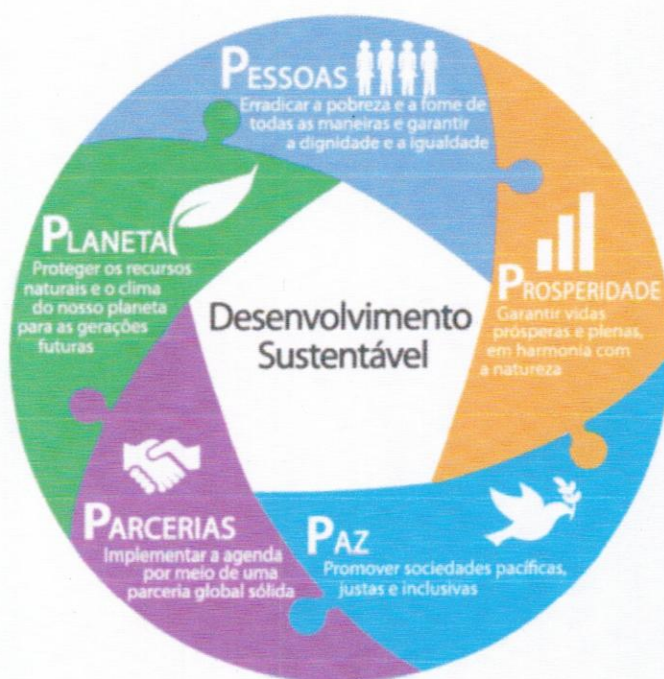 PESSOAS
Erradicar a pobreza e a fome de
todas as maneiras e garantir
a dignidade e a igualdade
PROSPERIDADE
Garantir vidas
prósperas e plenas,
em harmonia com
a natureza
PAZ
Promover sociedades pacíficas,
justas e inclusivas
PARCERIAS
Implementar a agenda
por meio de uma
parceria global sólida
PLANETA
Proteger os recursos
naturais e o clima
do nosso planeta
para as gerações
futuras
Desenvolvimento
Sustentável